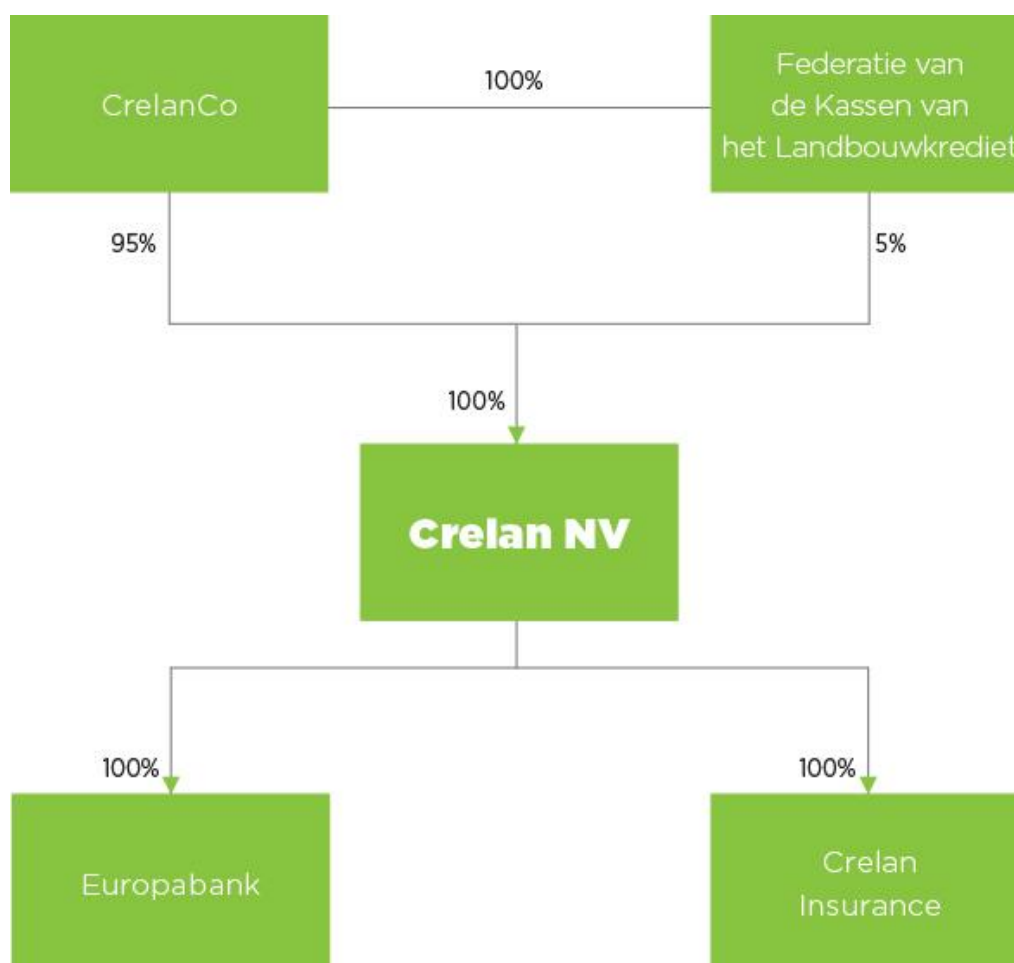 CrelanCo
100%
Federatie van
de Kassen van
het Landbouwkrediet
95%
5%
100%
Crelan NV
100%
100%
Europabank
Crelan
Insurance